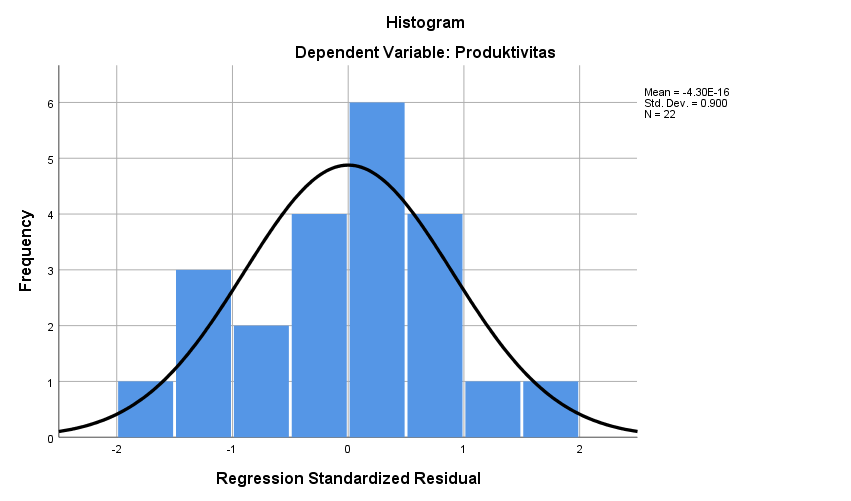 Histogram
Dependent Variable: Produktivitas
Mean = -4.30E-16
Std. Dev. = 0.900
N = 22
Frequency
6
5
4
3
2
1
0
-2 -1 0 1 2
Regression Standardized Residual